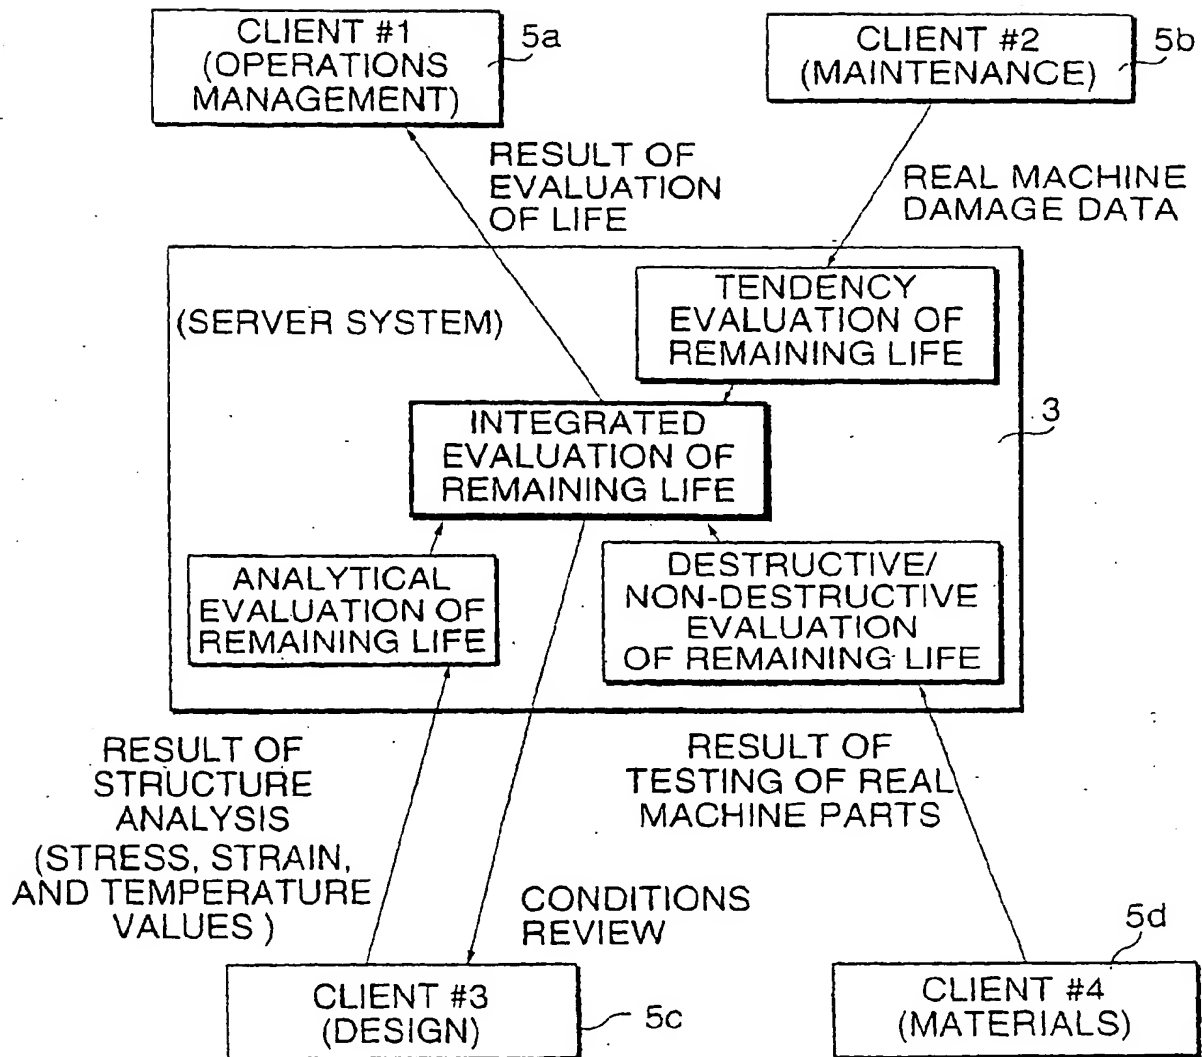 CLIENT #1
(OPERATIONS
MANAGEMENT)
5a
CLIENT #2
(MAINTENANCE)
5b
RESULT OF
EVALUATION
OF LIFE
REAL MACHINE
DAMAGE DATA
(SERVER SYSTEM)
TENDENCY
EVALUATION OF
REMAINING LIFE
3
INTEGRATED
EVALUATION OF
REMAINING LIFE
ANALYTICAL
EVALUATION OF
REMAINING LIFE
DESTRUCTIVE/
NON-DESTRUCTIVE
EVALUATION
OF REMAINING LIFE
RESULT OF
STRUCTURE
ANALYSIS
(STRESS, STRAIN,
AND TEMPERATURE
VALUES )
RESULT OF
TESTING OF REAL
MACHINE PARTS
CONDITIONS
REVIEW
CLIENT #3
(DESIGN)
5c
5d
CLIENT #4
(MATERIALS)